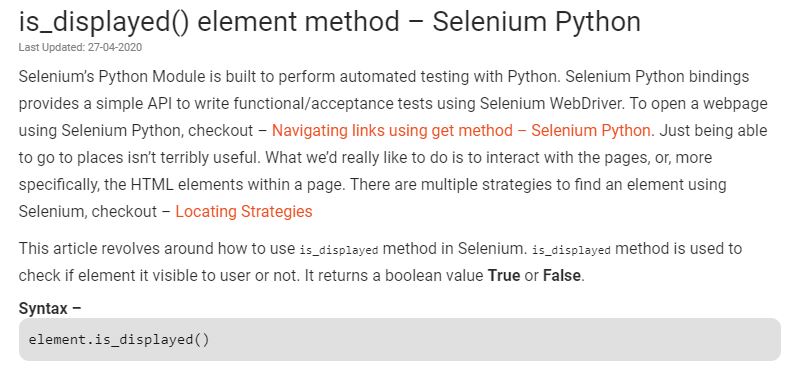 is_displayed() element method – Selenium Python
Last Updated: 27-04-2020
Selenium's Python Module is built to perform automated testing with Python. Selenium Python bindings
provides a simple API to write functional/acceptance tests using Selenium WebDriver. To open a webpage
using Selenium Python, checkout – Navigating links using get method – Selenium Python. Just being able
to go to places isn't terribly useful. What we'd really like to do is to interact with the pages, or, more
specifically, the HTML elements within a page. There are multiple strategies to find an element using
Selenium, checkout – Locating Strategies
This article revolves around how to use is_displayed method in Selenium. is_displayed method is used to
check if element it visible to user or not. It returns a boolean value True or False.
Syntax –
element.is_displayed()